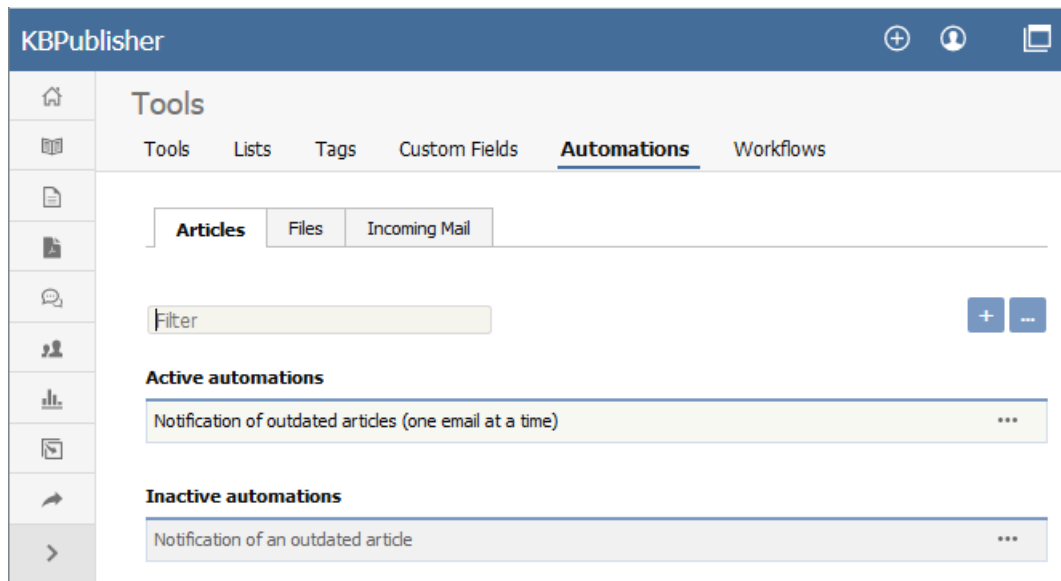 KBPublisher
Tools
Tools Lists Tags Custom Fields Automations Workflows
Articles Files Incoming Mail
Filter
+ ...
Active automations
Notification of outdated articles (one email at a time) •••
Inactive automations
Notification of an outdated article •••